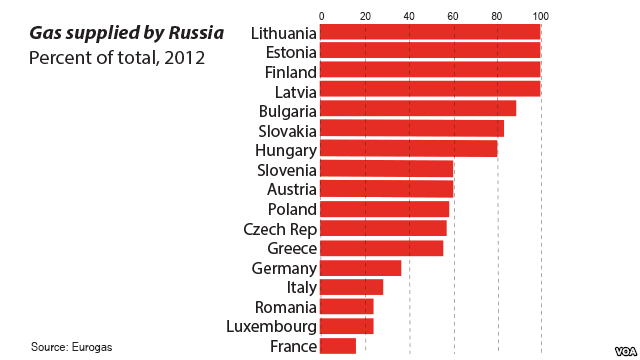 Gas supplied by Russia
Percent of total, 2012
0 20 40 60 80 100
Lithuania
Estonia
Finland
Latvia
Bulgaria
Slovakia
Hungary
Slovenia
Austria
Poland
Czech Rep
Greece
Germany
Italy
Romania
Luxembourg
France
Source: Eurogas
VOA